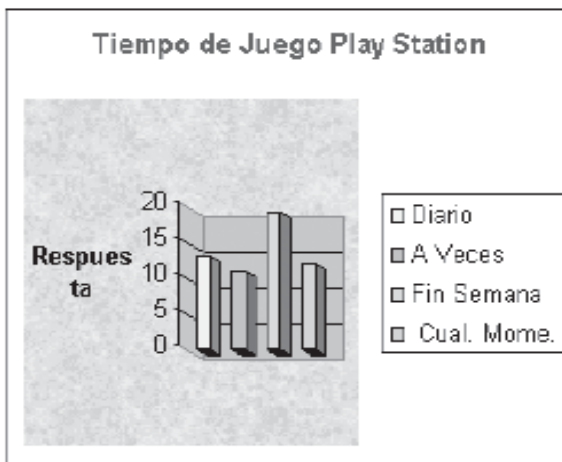 Tiempo de Juego Play Station
20
15
10
5
0
Respues
ta
Diario
A Veces
Fin Semana
Cual. Mome.